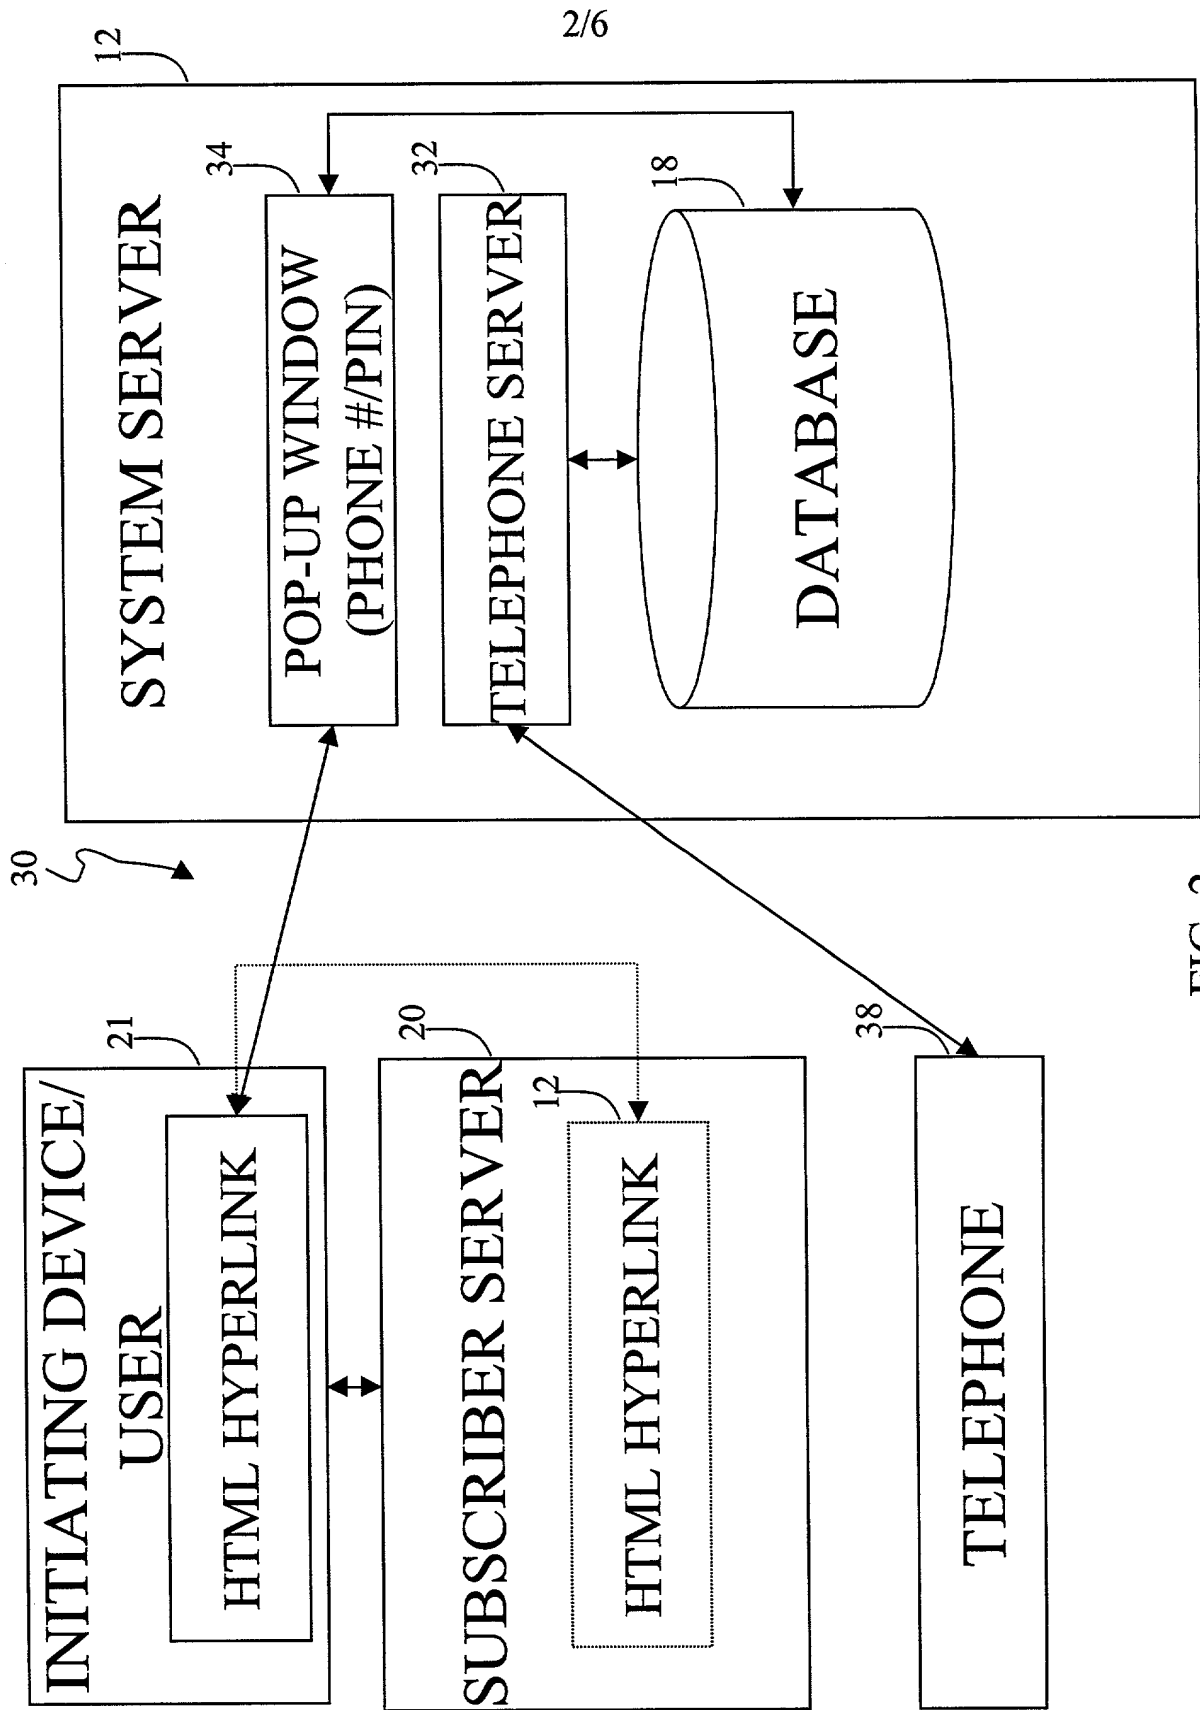 2/6
30
INITIATING DEVICE/
USER
21
HTML HYPERLINK
SUBSCRIBER SERVER
20
12
HTML HYPERLINK
TELEPHONE
38
SYSTEM SERVER
12
POP-UP WINDOW
(PHONE #/PIN)
34
TELEPHONE SERVER
32
DATABASE
18